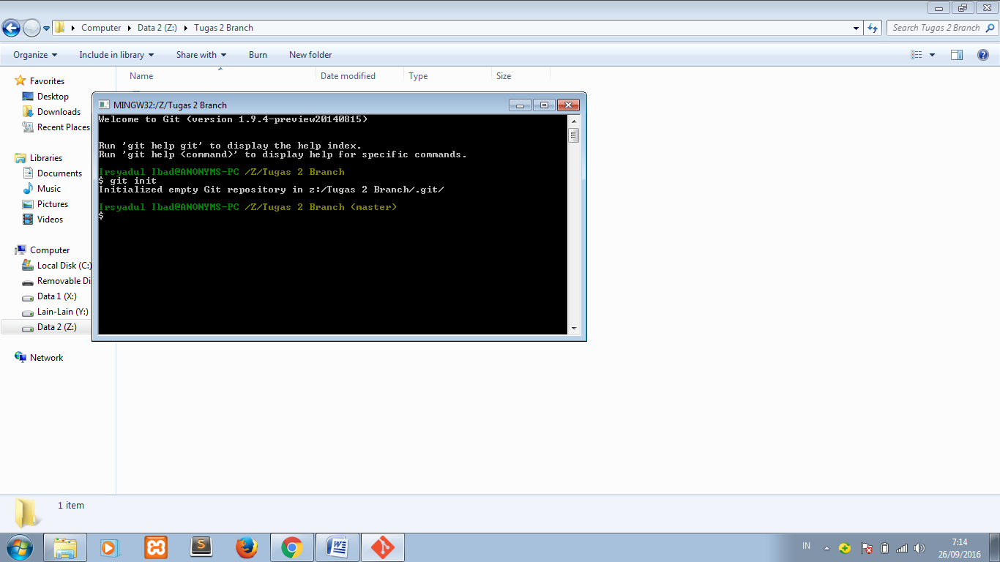 Computer
Data 2 (Z:)
Tugas 2 Branch
Search Tugas 2 Branch
Organize
Include in library
Share with
Burn
New folder
Name
Date modified
Type
Size
Favorites
Desktop
Downloads
Recent Places
Libraries
Documents
Music
Pictures
Videos
Computer
Local Disk (C:)
Removable Di
Data 1 (X:)
Lain-Lain (Y:)
Data 2 (Z:)
Network
MINGW32:/Z/Tugas 2 Branch
Welcome to Git (version 1.9.4-preview20140815)
Run 'git help git' to display the help index.
Run 'git help <command>' to display help for specific commands.
Irsyadul Ibad@ANONYMS-PC /Z/Tugas 2 Branch
$ git init
Initialized empty Git repository in z:/Tugas 2 Branch/.git/
Irsyadul Ibad@ANONYMS-PC /Z/Tugas 2 Branch (master)
$
1 item
IN
7:14
26/09/2016